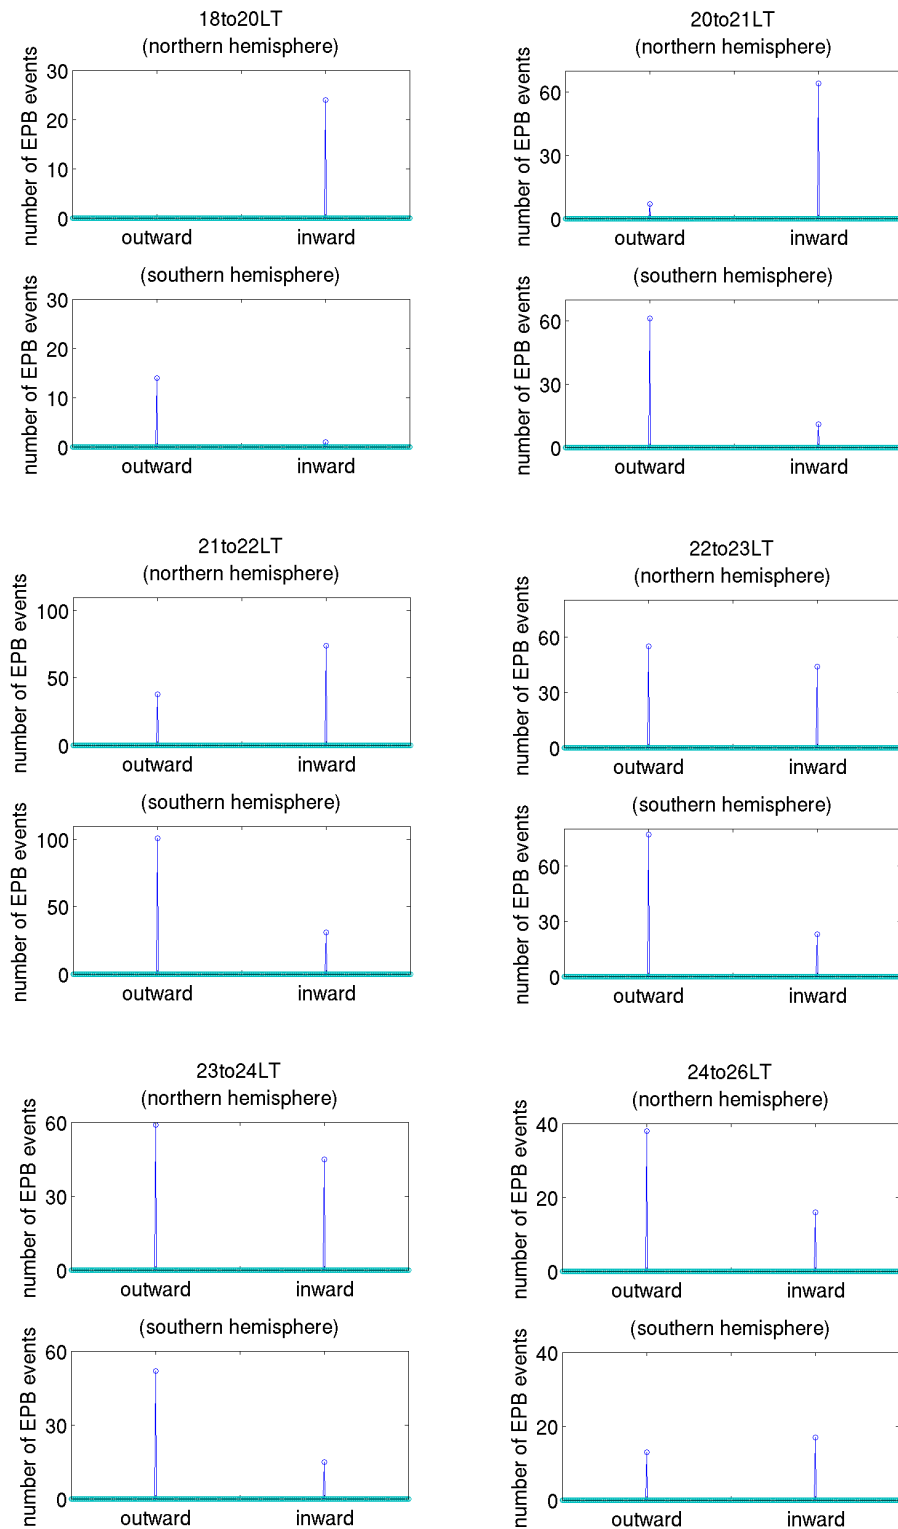 18to20LT
(northern hemisphere)
number of EPB events
30
20
10
0
outward inward
(southern hemisphere)
number of EPB events
30
20
10
0
outward inward
20to21LT
(northern hemisphere)
number of EPB events
60
30
0
outward inward
(southern hemisphere)
number of EPB events
60
30
0
outward inward
21to22LT
(northern hemisphere)
number of EPB events
100
50
0
outward inward
(southern hemisphere)
number of EPB events
100
50
0
outward inward
22to23LT
(northern hemisphere)
number of EPB events
60
30
0
outward inward
(southern hemisphere)
number of EPB events
60
30
0
outward inward
23to24LT
(northern hemisphere)
number of EPB events
60
30
0
outward inward
(southern hemisphere)
number of EPB events
60
30
0
outward inward
24to26LT
(northern hemisphere)
number of EPB events
40
20
0
outward inward
(southern hemisphere)
number of EPB events
40
20
0
outward inward